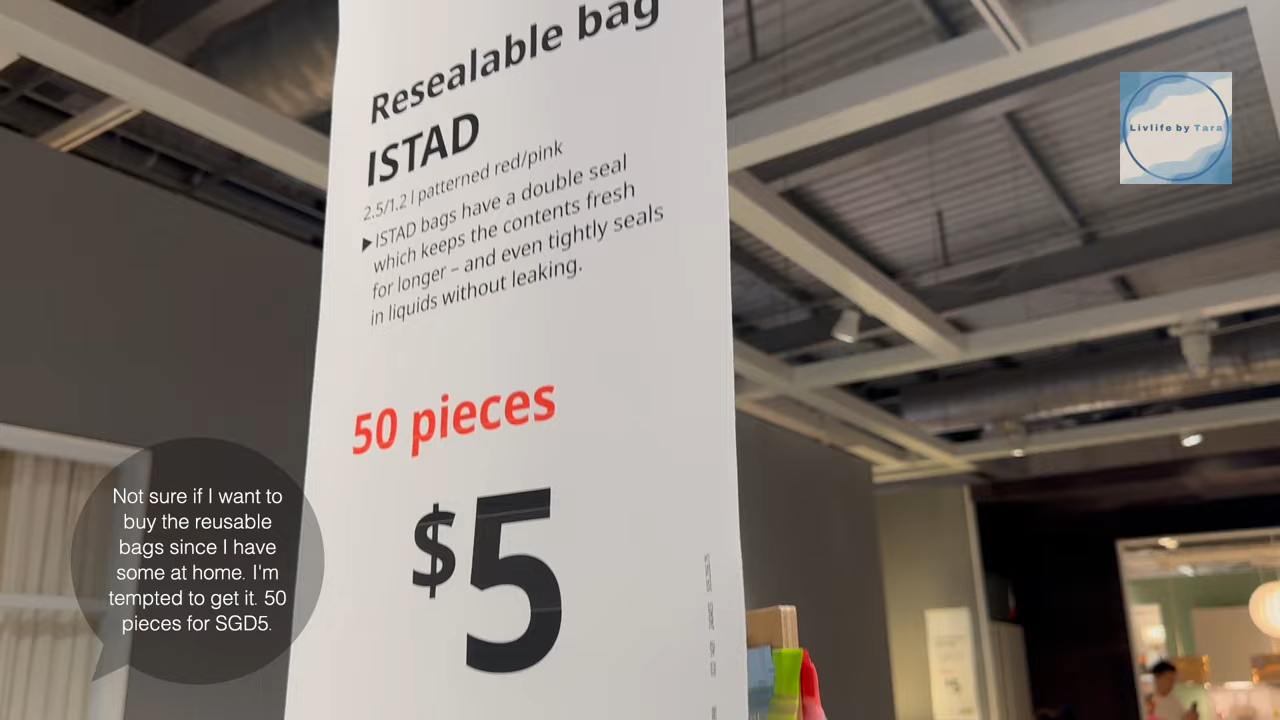 Resealable bag
ISTAD
2.5/1.2 l patterned red/pink
▶ISTAD bags have a double seal
which keeps the contents fresh
for longer – and even tightly seals
in liquids without leaking.
50 pieces
$5
Livlife by Tara
Not sure if I want to
buy the reusable
bags since I have
some at home. I'm
tempted to get it. 50
pieces for SGD5.